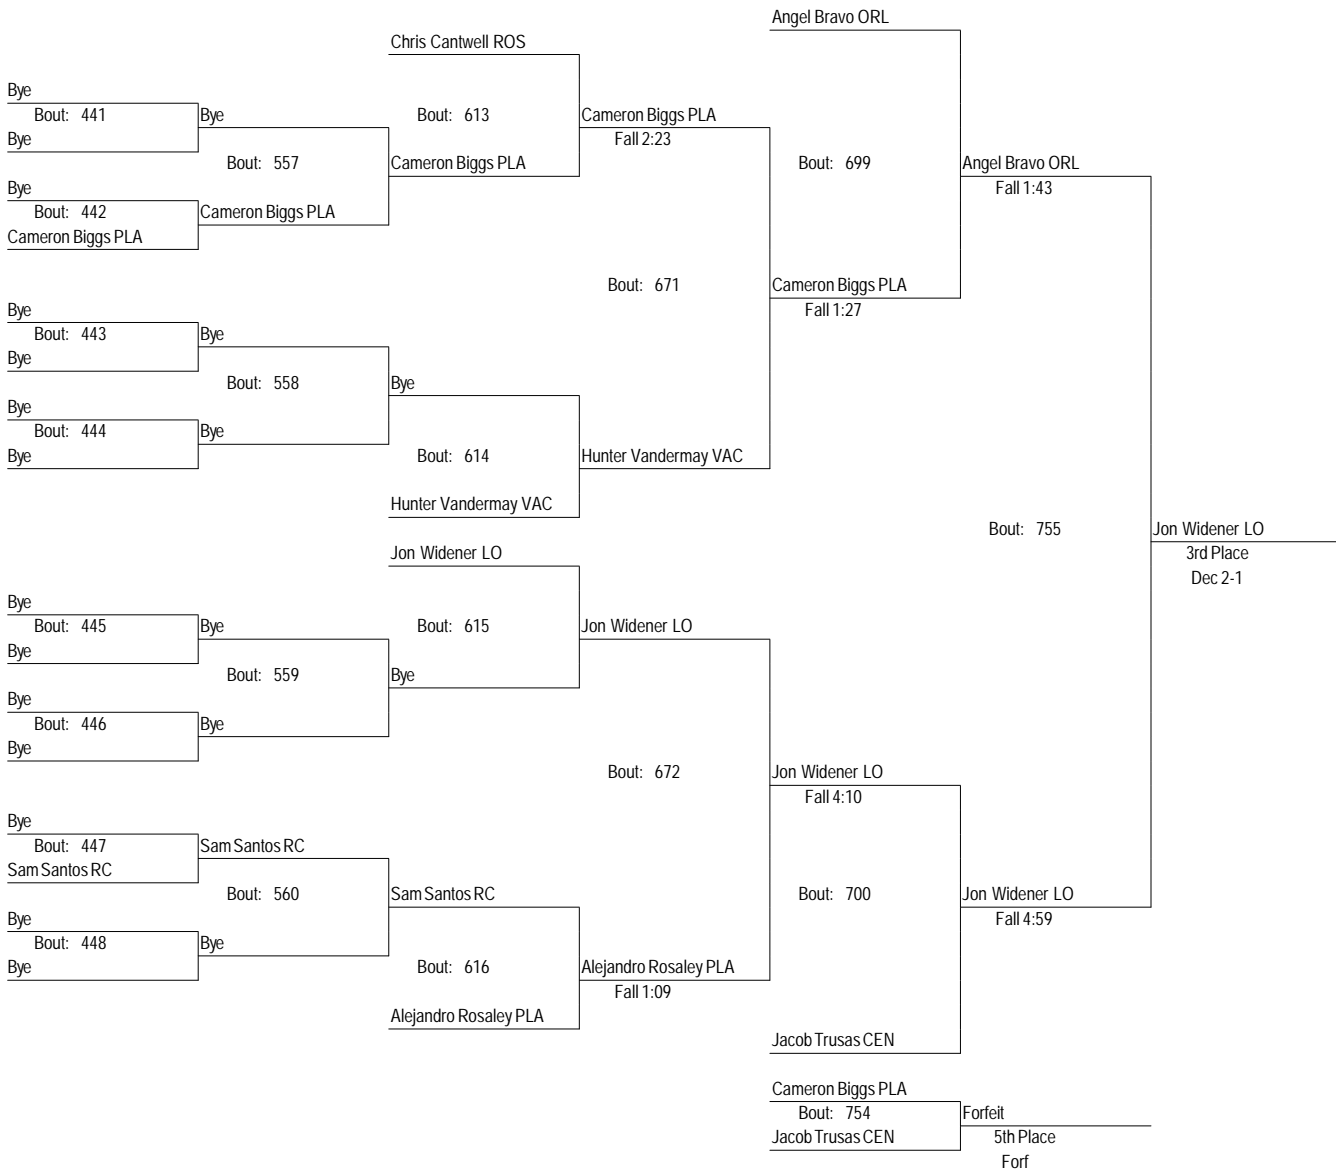 Angel Bravo ORL
Chris Cantwell ROS
Bye
Bout: 441
Bye
Bye
Bout: 613
Cameron Biggs PLA
Fall 2:23
Bout: 557
Cameron Biggs PLA
Bout: 699
Angel Bravo ORL
Fall 1:43
Bye
Bout: 442
Cameron Biggs PLA
Cameron Biggs PLA
Bout: 671
Cameron Biggs PLA
Fall 1:27
Bye
Bout: 443
Bye
Bye
Bout: 558
Bye
Bye
Bout: 444
Bye
Bye
Bout: 614
Hunter Vandermay VAC
Hunter Vandermay VAC
Bout: 755
Jon Widener LO
3rd Place
Dec 2-1
Jon Widener LO
Bye
Bout: 445
Bye
Bye
Bout: 615
Jon Widener LO
Bout: 559
Bye
Bye
Bout: 446
Bye
Bye
Bout: 672
Jon Widener LO
Fall 4:10
Bye
Bout: 447
Sam Santos RC
Sam Santos RC
Bout: 560
Sam Santos RC
Bout: 700
Jon Widener LO
Fall 4:59
Bye
Bout: 448
Bye
Bye
Bout: 616
Alejandro Rosaley PLA
Fall 1:09
Alejandro Rosaley PLA
Jacob Trusas CEN
Cameron Biggs PLA
Bout: 754
Jacob Trusas CEN
Forfeit
5th Place
Forf